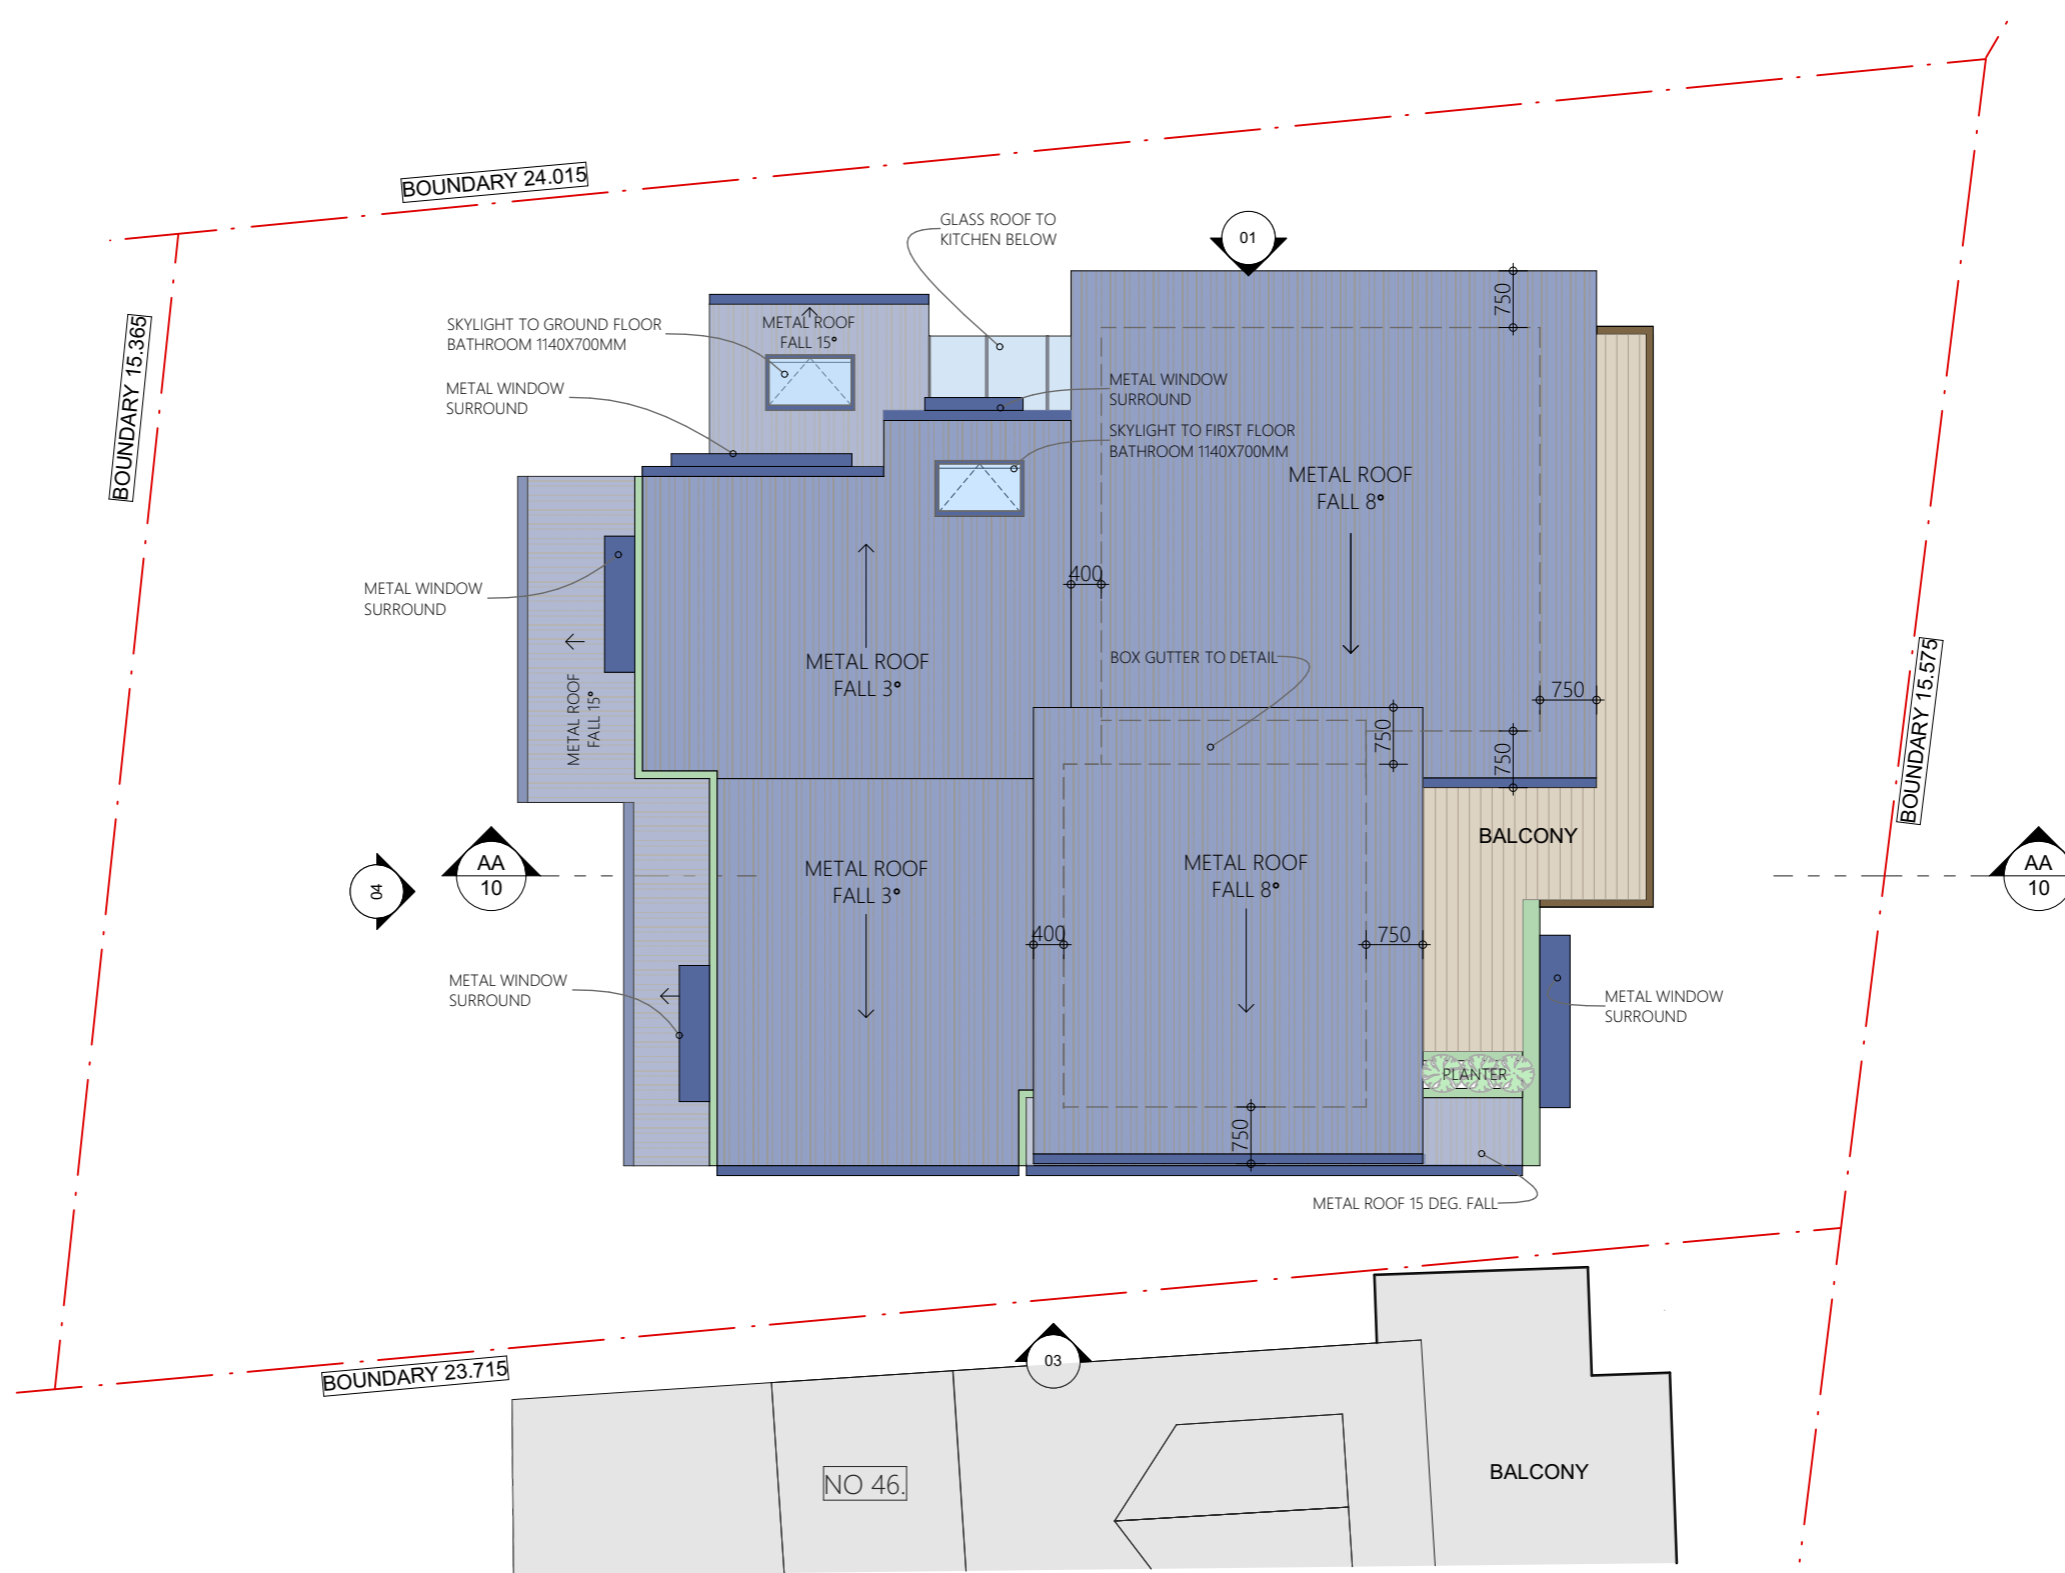 BOUNDARY 24.015
GLASS ROOF TO
KITCHEN BELOW
01
750
METAL ROOF
FALL 15°
SKYLIGHT TO GROUND FLOOR
BATHROOM 1140X700MM
BOUNDARY 15.365
METAL WINDOW
SURROUND
METAL WINDOW
SURROUND
SKYLIGHT TO FIRST FLOOR
BATHROOM 1140X700MM
METAL ROOF
FALL 8°
400
METAL WINDOW
SURROUND
METAL ROOF
FALL 3°
BOX GUTTER TO DETAIL
METAL ROOF
FALL 15°
750
750
750
BOUNDARY 15.575
BALCONY
AA
10
04
METAL ROOF
FALL 3°
METAL ROOF
FALL 8°
AA
10
400
750
METAL WINDOW
SURROUND
METAL WINDOW
SURROUND
PLANTER
750
METAL ROOF 15 DEG. FALL
03
BOUNDARY 23.715
NO 46.
BALCONY